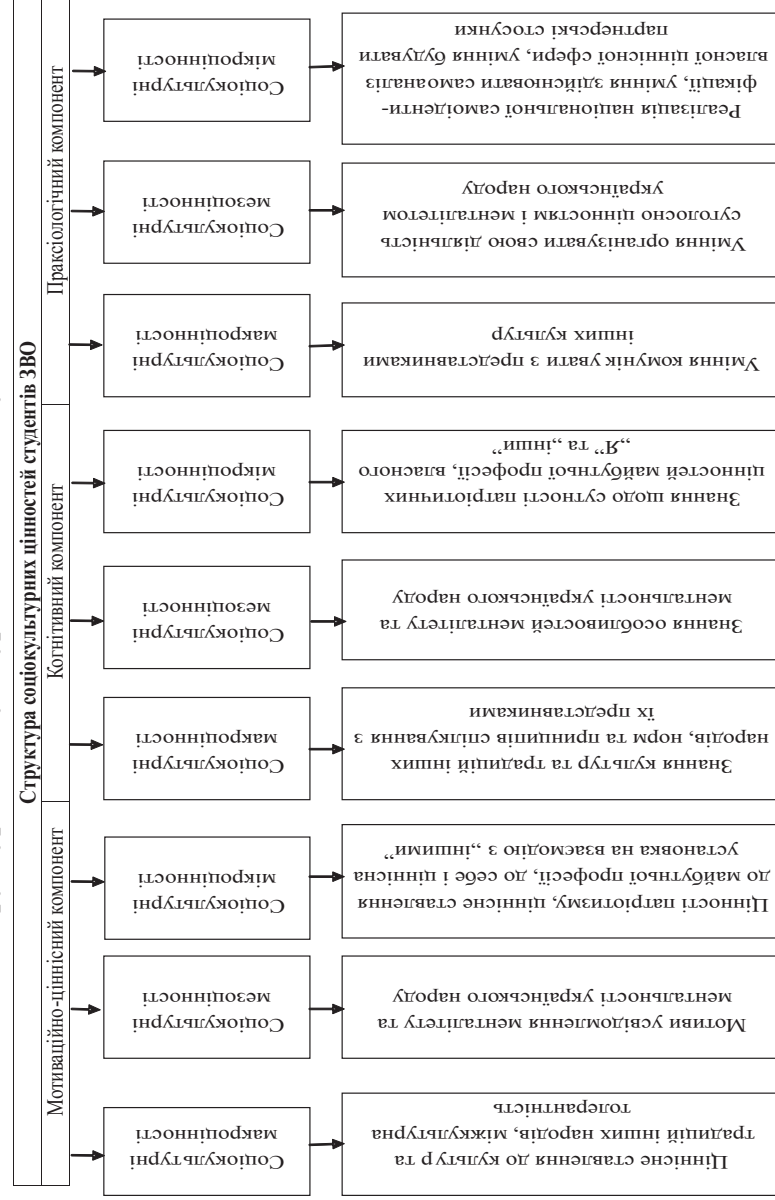 Структура соціокультурних цінностей студентів ЗВО
Мотиваційно-ціннісний компонент
Когнітивний компонент
Праксіологічний компонент
Соціокультурні
макроцінності
Ціннісне ставлення до культур та
традицій інших народів, міжкультурна
толерантність
Соціокультурні
мезоцінності
Мотиви усвідомлення менталітету та
ментальності українського народу
Соціокультурні
мікроцінності
Цінності патріотизму, ціннісне ставлення
до майбутньої професії, до себе і ціннісна
установка на взаємодію з „іншими“
Соціокультурні
макроцінності
Знання культур та традицій інших
народів, норм та принципів спілкування з
їх представниками
Соціокультурні
мезоцінності
Знання особливостей менталітету та
ментальності українського народу
Соціокультурні
мікроцінності
Знання щодо сутності патріотичних
цінностей майбутньої професії, власного
„Я“ та „інши“
Соціокультурні
макроцінності
Уміння комунікувати з представниками
інших культур
Соціокультурні
мезоцінності
Уміння організувати свою діяльність
суголосно цінностям і менталітетом
українського народу
Соціокультурні
мікроцінності
Реалізація національної самоіденти-
фікації, уміння здійснювати самоаналіз
власної ціннісної сфери, уміння будувати
партнерські стосунки